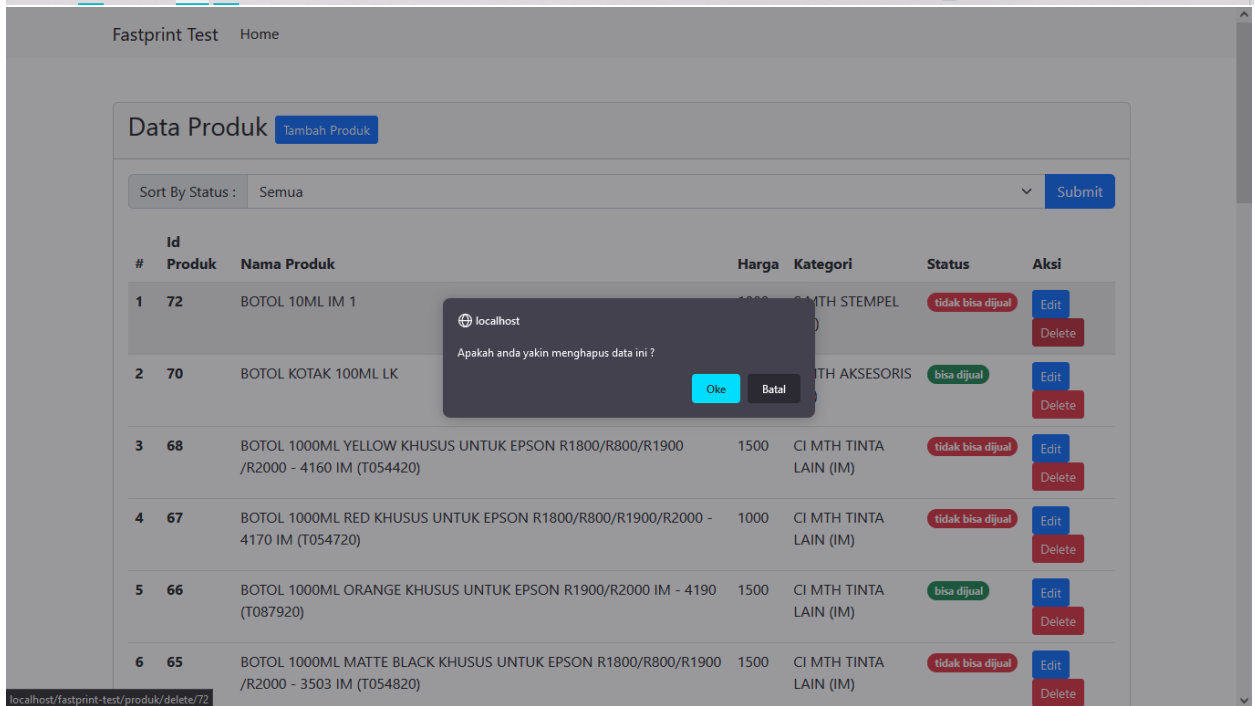 Fastprint Test Home
Data Produk Tambah Produk
Sort By Status : Semua Submit
# Id Produk Nama Produk Harga Kategori Status Aksi
1 72 BOTOL 10ML IM 1 MTH STEMPEL tidak bisa dijual Edit
Delete
localhost
Apakah anda yakin menghapus data ini ?
Oke Batal
2 70 BOTOL KOTAK 100ML LK AKSESORIS bisa dijual Edit
Delete
3 68 BOTOL 1000ML YELLOW KHUSUS UNTUK EPSON R1800/R800/R1900 1500 CI MTH TINTA tidak bisa dijual Edit
/R2000 - 4160 IM (T054420) LAIN (IM) Delete
4 67 BOTOL 1000ML RED KHUSUS UNTUK EPSON R1800/R800/R1900/R2000 - 1000 CI MTH TINTA tidak bisa dijual Edit
4170 IM (T054720) LAIN (IM) Delete
5 66 BOTOL 1000ML ORANGE KHUSUS UNTUK EPSON R1900/R2000 IM - 4190 1500 CI MTH TINTA bisa dijual Edit
(T087920) LAIN (IM) Delete
6 65 BOTOL 1000ML MATTE BLACK KHUSUS UNTUK EPSON R1800/R800/R1900 1500 CI MTH TINTA tidak bisa dijual Edit
/R2000 - 3503 IM (T054820) LAIN (IM) Delete
localhost/fastprint-test/produk/delete/72